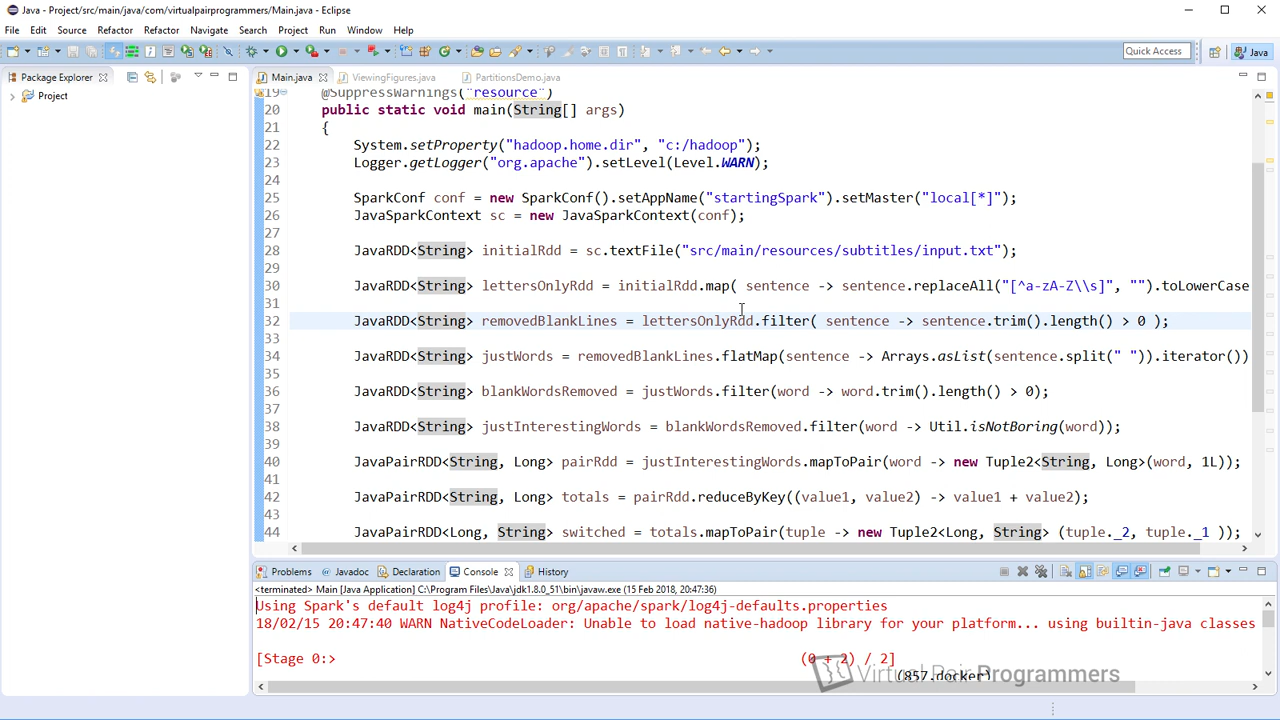 Java - Project/src/main/java/com/virtualpairprogrammers/Main.java - Eclipse
File Edit Source Refactor Refactor Navigate Search Project Run Window Help
Quick Access
Java
Package Explorer
Project
Main.java ViewingFigures.java PartitionsDemo.java
19 @SuppressWarnings("resource")
20 public static void main(String[] args)
21 {
22 System.setProperty("hadoop.home.dir", "c:/hadoop");
23 Logger.getLogger("org.apache").setLevel(Level.WARN);
24
25 SparkConf conf = new SparkConf().setAppName("startingSpark").setMaster("local[*]");
26 JavaSparkContext sc = new JavaSparkContext(conf);
27
28 JavaRDD<String> initialRdd = sc.textFile("src/main/resources/subtitles/input.txt");
29
30 JavaRDD<String> lettersOnlyRdd = initialRdd.map( sentence -> sentence.replaceAll("[^a-zA-Z\\s]", "").toLowerCase
31
32 JavaRDD<String> removedBlankLines = lettersOnlyRdd.filter( sentence -> sentence.trim().length() > 0 );
33
34 JavaRDD<String> justWords = removedBlankLines.flatMap(sentence -> Arrays.asList(sentence.split(" ")).iterator())
35
36 JavaRDD<String> blankWordsRemoved = justWords.filter(word -> word.trim().length() > 0);
37
38 JavaRDD<String> justInterestingWords = blankWordsRemoved.filter(word -> Util.isNotBoring(word));
39
40 JavaPairRDD<String, Long> pairRdd = justInterestingWords.mapToPair(word -> new Tuple2<String, Long>(word, 1L));
41
42 JavaPairRDD<String, Long> totals = pairRdd.reduceByKey((value1, value2) -> value1 + value2);
43
44 JavaPairRDD<Long, String> switched = totals.mapToPair(tuple -> new Tuple2<Long, String> (tuple._2, tuple._1 ));
Problems Javadoc Declaration Console History
<terminated> Main [Java Application] C:\Program Files\Java\jdk1.8.0_51\bin\javaw.exe (15 Feb 2018, 20:47:36)
Using Spark's default log4j profile: org/apache/spark/log4j-defaults.properties
18/02/15 20:47:40 WARN NativeCodeLoader: Unable to load native-hadoop library for your platform... using builtin-java classes
[Stage 0:> (0 + 2) / 2]
(857,docker)
Virtual Pair Programmers